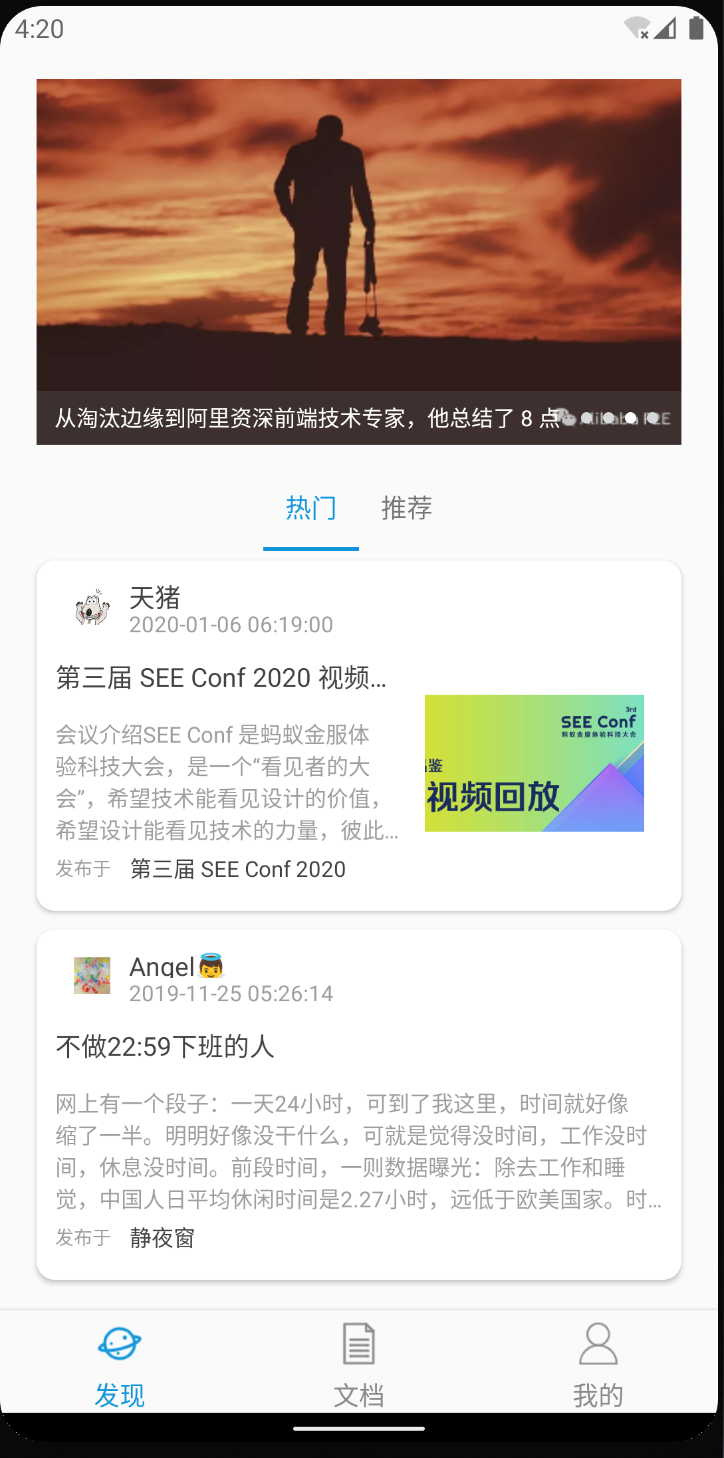 4:20
从淘汰边缘到阿里资深前端技术专家，他总结了 8 点
Alibaba F2E
热门 推荐
天猪
2020-01-06 06:19:00
第三届 SEE Conf 2020 视频...
会议介绍SEE Conf 是蚂蚁金服体
验科技大会，是一个“看见者的大
会”，希望技术能看见设计的价值，
希望设计能看见技术的力量，彼此...
3rd
SEE Conf
蚂蚁金服体验科技大会
鉴
视频回放
发布于 第三届 SEE Conf 2020
Angel👼
2019-11-25 05:26:14
不做22:59下班的人
网上有一个段子：一天24小时，可到了我这里，时间就好像
缩了一半。明明好像没干什么，可就是觉得没时间，工作没时
间，休息没时间。前段时间，一则数据曝光：除去工作和睡
觉，中国人日平均休闲时间是2.27小时，远低于欧美国家。时...
发布于 静夜窗
发现 文档 我的